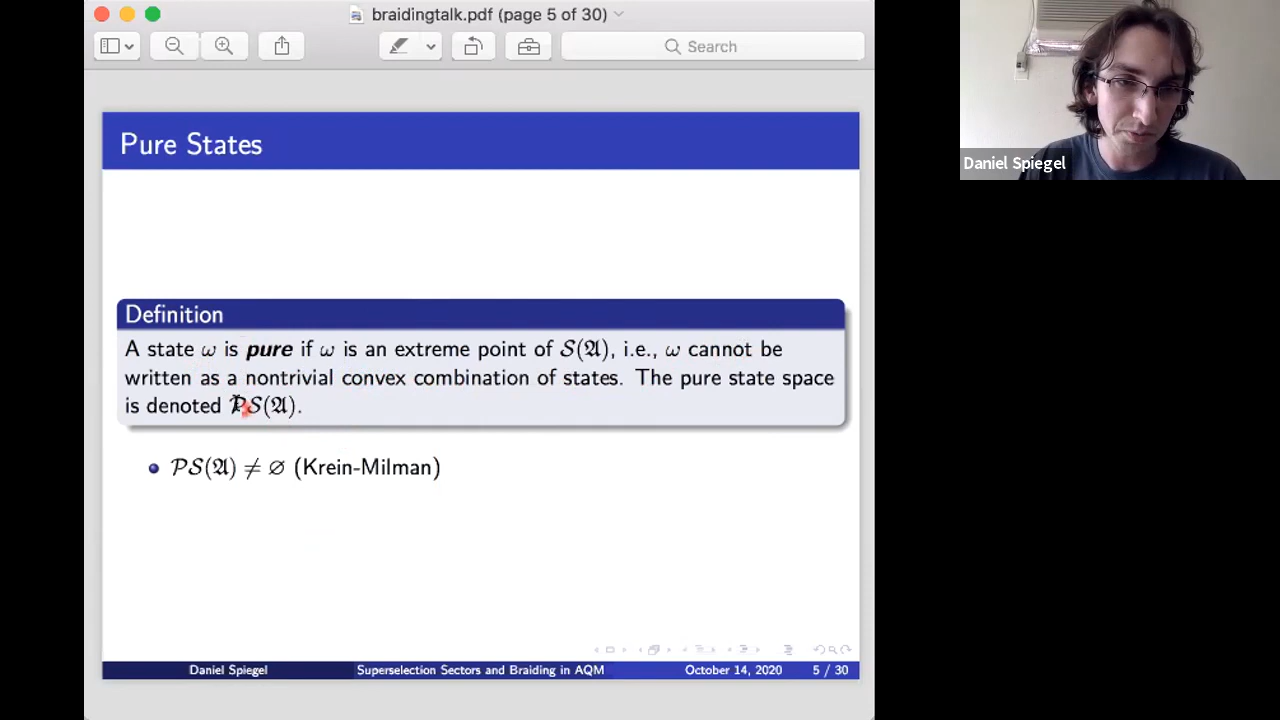 braidingtalk.pdf (page 5 of 30)
Search
Pure States
Definition
A state ω is pure if ω is an extreme point of 𝒮(𝔄), i.e., ω cannot be
written as a nontrivial convex combination of states. The pure state space
is denoted 𝒫𝒮(𝔄).
𝒫𝒮(𝔄) ≠ ∅ (Krein-Milman)
Daniel Spiegel Superselection Sectors and Braiding in AQM October 14, 2020 5 / 30
Daniel Spiegel